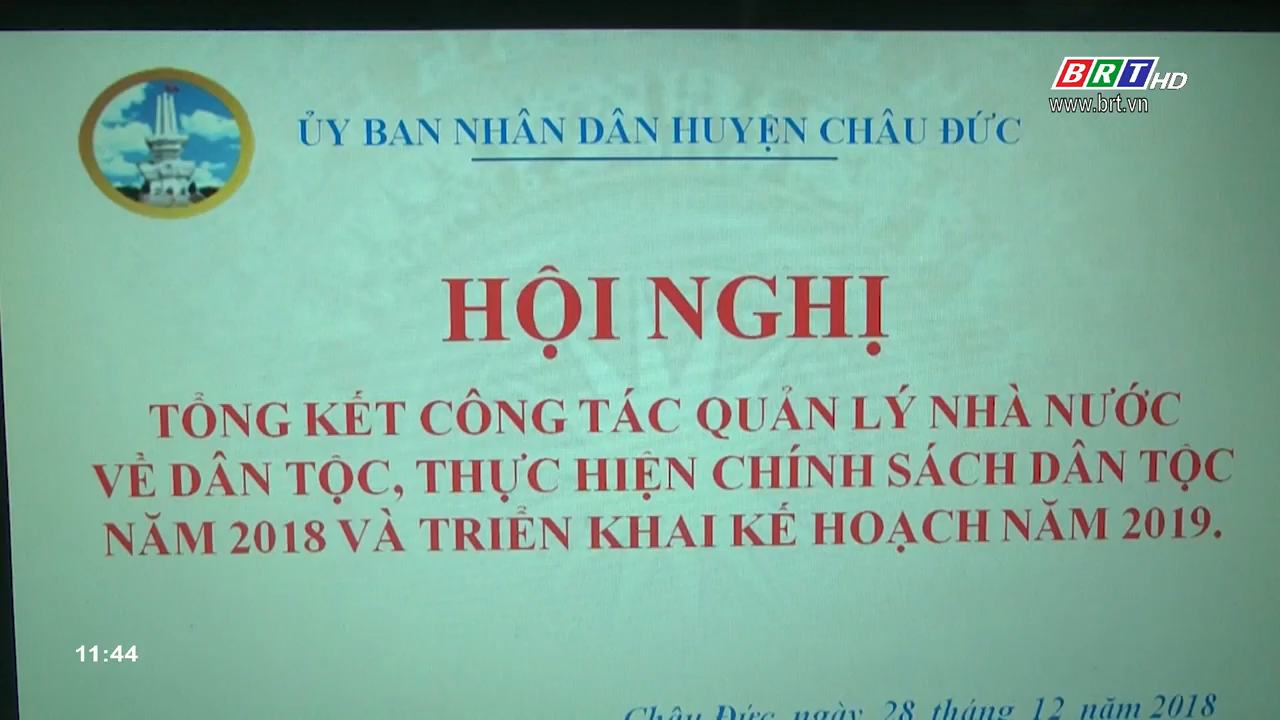 BRT HD
www.brt.vn
ỦY BAN NHÂN DÂN HUYỆN CHÂU ĐỨC
HỘI NGHỊ
TỔNG KẾT CÔNG TÁC QUẢN LÝ NHÀ NƯỚC
VỀ DÂN TỘC, THỰC HIỆN CHÍNH SÁCH DÂN TỘC
NĂM 2018 VÀ TRIỂN KHAI KẾ HOẠCH NĂM 2019.
11:44
Châu Đức, ngày 28 tháng 12 năm 2018